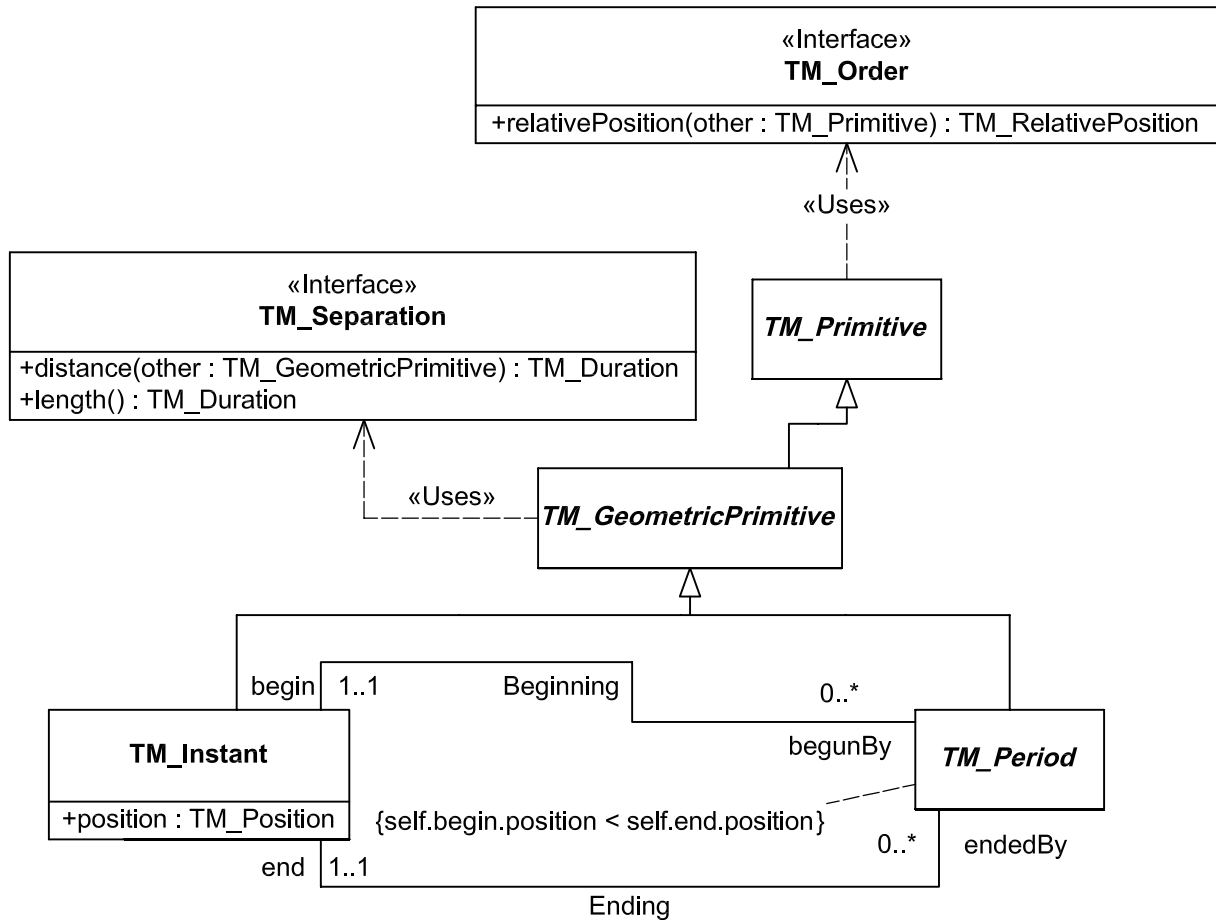 «Interface»
TM_Order
+relativePosition(other : TM_Primitive) : TM_RelativePosition
«Uses»
«Interface»
TM_Separation
+distance(other : TM_GeometricPrimitive) : TM_Duration
+length() : TM_Duration
TM_Primitive
«Uses»
TM_GeometricPrimitive
begin 1..1 Beginning 0..*
TM_Instant
+position : TM_Position
begunBy
TM_Period
{self.begin.position < self.end.position}
end 1..1 0..* endedBy
Ending